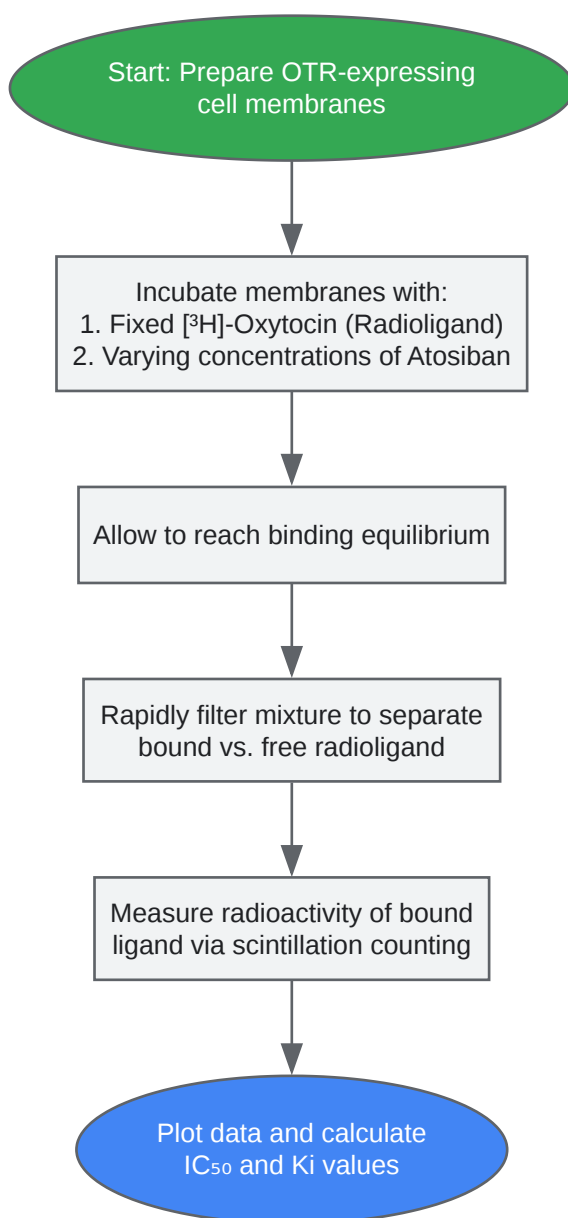 Start: Prepare OTR-expressing
cell membranes
Incubate membranes with:
1. Fixed [³H]-Oxytocin (Radioligand)
2. Varying concentrations of Atosiban
Allow to reach binding equilibrium
Rapidly filter mixture to separate
bound vs. free radioligand
Measure radioactivity of bound
ligand via scintillation counting
Plot data and calculate
IC₅₀ and Ki values